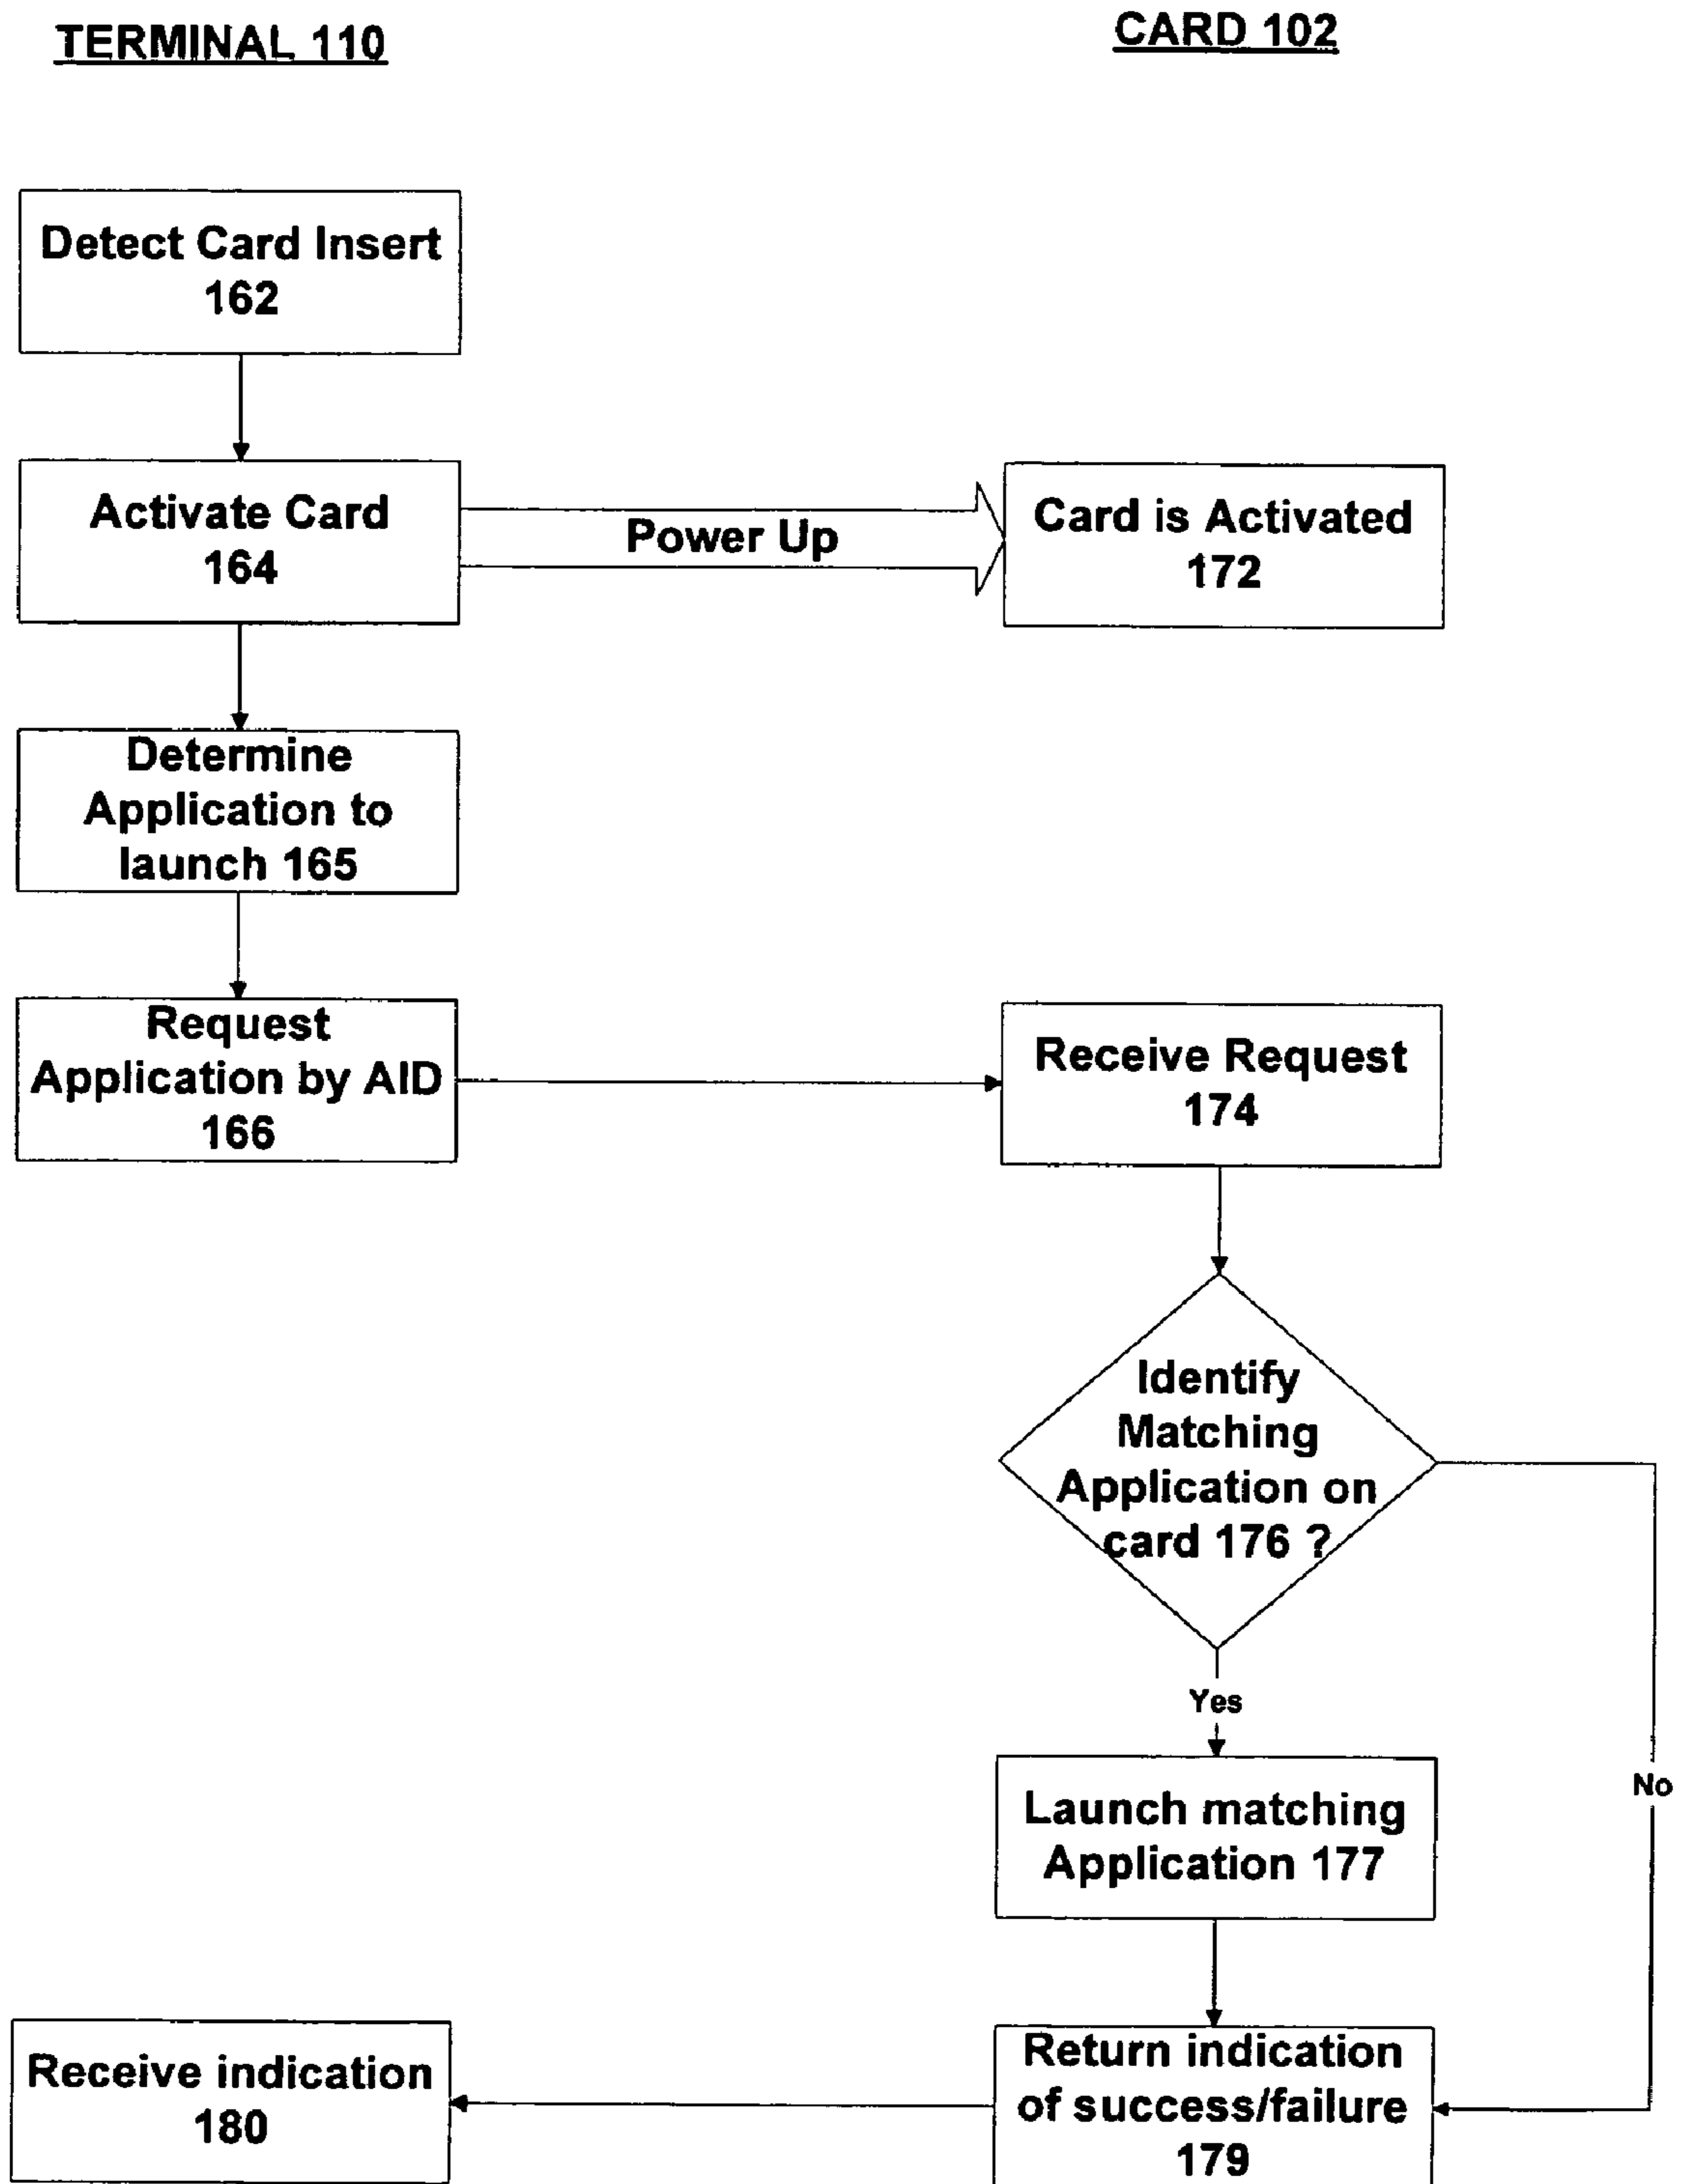 TERMINAL 110
CARD 102
Detect Card Insert
162
Activate Card
164
Power Up
Card is Activated
172
Determine
Application to
launch 165
Request
Application by AID
166
Receive Request
174
Identify
Matching
Application on
card 176 ?
Yes
No
Launch matching
Application 177
Return indication
of success/failure
179
Receive indication
180